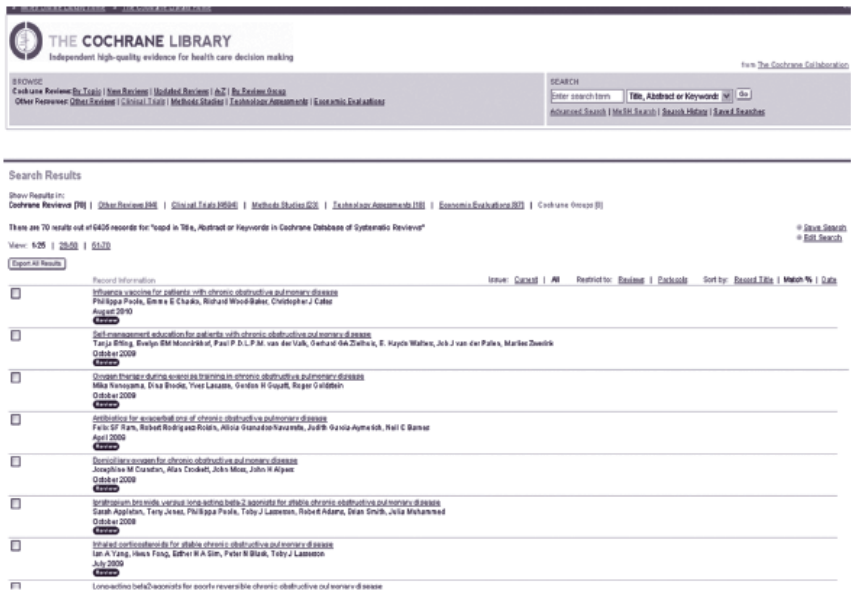 THE COCHRANE LIBRARY
Independent high-quality evidence for health care decision making
from The Cochrane Collaboration
BROWSE
Cochrane Reviews: By Topic | New Reviews | Updated Reviews | A-Z | By Review Group
Other Resources: Other Reviews | Clinical Trials | Methods Studies | Technology Assessments | Economic Evaluations
SEARCH
Enter search term Title, Abstract or Keywords Go
Advanced Search | MeSH Search | Search History | Saved Searches
Search Results
Show Results in:
Cochrane Reviews [70] | Other Reviews [44] | Clinical Trials | Methods Studies [23] | Technology Assessments [18] | Economic Evaluations [87] | Cochrane Groups [0]
There are 70 results out of 6435 records for: "copd in Title, Abstract or Keywords in Cochrane Database of Systematic Reviews"
Save Search
Edit Search
View: 1-25 | 26-50 | 51-70
Export All Results
Record Information
Issue: Current | All Restrict to: Reviews | Protocols Sort by: Record Title | Match % | Date
Influenza vaccine for patients with chronic obstructive pulmonary disease
Phillippa Poole, Emma E Chacko, Richard Wood-Baker, Christopher J Cates
August 2010
Review
Self-management education for patients with chronic obstructive pulmonary disease
Tanja Effing, Evelyn EM Monninkhof, Paul P.D.L.P.M. van der Valk, Gerhard GA Zielhuis, E. Haydn Walters, Job J van der Palen, Marlies Zwerink
October 2009
Review
Oxygen therapy during exercise training in chronic obstructive pulmonary disease
Mika Nonoyama, Dina Brooks, Yves Lacasse, Gordon H Guyatt, Roger Goldstein
October 2009
Review
Antibiotics for exacerbations of chronic obstructive pulmonary disease
Felix SF Ram, Robert Rodriguez-Roisin, Alicia Granados-Navarrete, Judith Garcia-Aymerich, Neil C Barnes
April 2009
Review
Domiciliary oxygen for chronic obstructive pulmonary disease
Josephine M Cranston, Alan Crockett, John Moss, John H Alpers
October 2008
Review
Ipratropium bromide versus long-acting beta-2 agonists for stable chronic obstructive pulmonary disease
Sarah Appleton, Terry Jones, Phillippa Poole, Toby J Lasserson, Robert Adams, Brian Smith, Julia Muhammed
October 2008
Review
Inhaled corticosteroids for stable chronic obstructive pulmonary disease
Ian A Yang, Kwun Fong, Esther H A Sim, Peter N Black, Toby J Lasserson
July 2009
Review
Long-acting beta2-agonists for poorly reversible chronic obstructive pulmonary disease